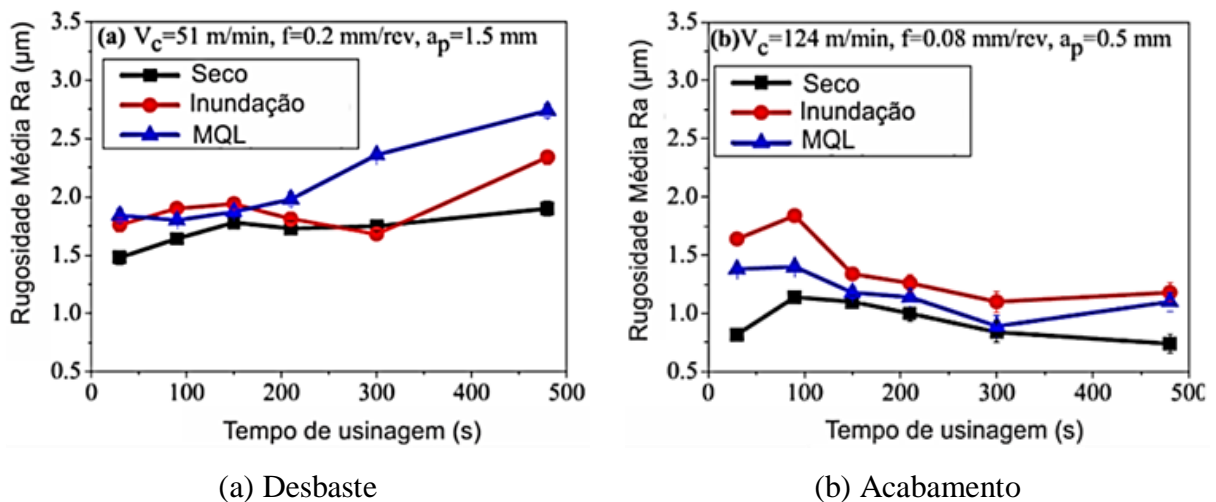 (a) Vc=51 m/min, f=0.2 mm/rev, ap=1.5 mm
Seco
Inundação
MQL
Rugosidade Média Ra (µm)
3.5
3.0
2.5
2.0
1.5
1.0
0.5
0 100 200 300 400 500
Tempo de usinagem (s)
(a) Desbaste
(b)Vc=124 m/min, f=0.08 mm/rev, ap=0.5 mm
Seco
Inundação
MQL
Rugosidade Média Ra (µm)
3.5
3.0
2.5
2.0
1.5
1.0
0.5
0 100 200 300 400 500
Tempo de usinagem (s)
(b) Acabamento